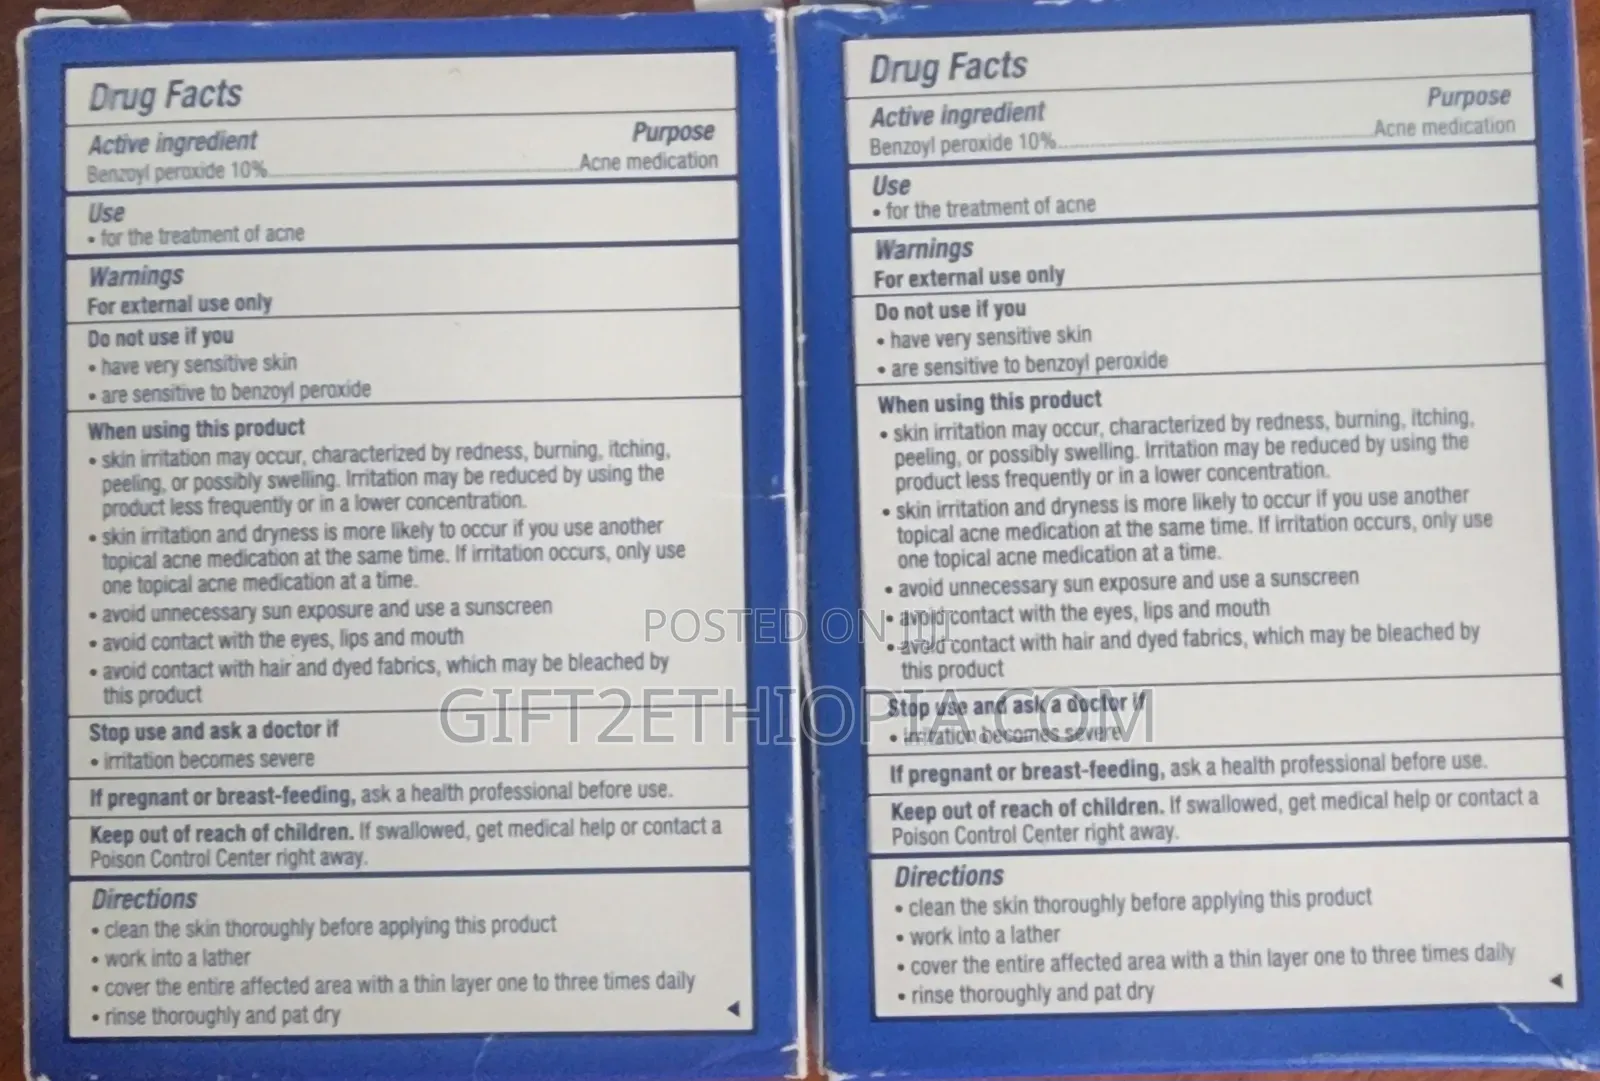 Drug Facts
Active ingredient Purpose
Benzoyl peroxide 10%........Acne medication
Use
• for the treatment of acne
Warnings
For external use only
Do not use if you
• have very sensitive skin
• are sensitive to benzoyl peroxide
When using this product
• skin irritation may occur, characterized by redness, burning, itching,
peeling, or possibly swelling. Irritation may be reduced by using the
product less frequently or in a lower concentration.
• skin irritation and dryness is more likely to occur if you use another
topical acne medication at the same time. If irritation occurs, only use
one topical acne medication at a time.
• avoid unnecessary sun exposure and use a sunscreen
• avoid contact with the eyes, lips and mouth
• avoid contact with hair and dyed fabrics, which may be bleached by
this product
Stop use and ask a doctor if
• irritation becomes severe
If pregnant or breast-feeding, ask a health professional before use.
Keep out of reach of children. If swallowed, get medical help or contact a
Poison Control Center right away.
Directions
• clean the skin thoroughly before applying this product
• work into a lather
• cover the entire affected area with a thin layer one to three times daily
• rinse thoroughly and pat dry
Drug Facts
Active ingredient Purpose
Benzoyl peroxide 10%........Acne medication
Use
• for the treatment of acne
Warnings
For external use only
Do not use if you
• have very sensitive skin
• are sensitive to benzoyl peroxide
When using this product
• skin irritation may occur, characterized by redness, burning, itching,
peeling, or possibly swelling. Irritation may be reduced by using the
product less frequently or in a lower concentration.
• skin irritation and dryness is more likely to occur if you use another
topical acne medication at the same time. If irritation occurs, only use
one topical acne medication at a time.
• avoid unnecessary sun exposure and use a sunscreen
• avoid contact with the eyes, lips and mouth
• avoid contact with hair and dyed fabrics, which may be bleached by
this product
Stop use and ask a doctor if
• irritation becomes severe
If pregnant or breast-feeding, ask a health professional before use.
Keep out of reach of children. If swallowed, get medical help or contact a
Poison Control Center right away.
Directions
• clean the skin thoroughly before applying this product
• work into a lather
• cover the entire affected area with a thin layer one to three times daily
• rinse thoroughly and pat dry
POSTED ON
GIFT2ETHIOPIA.COM